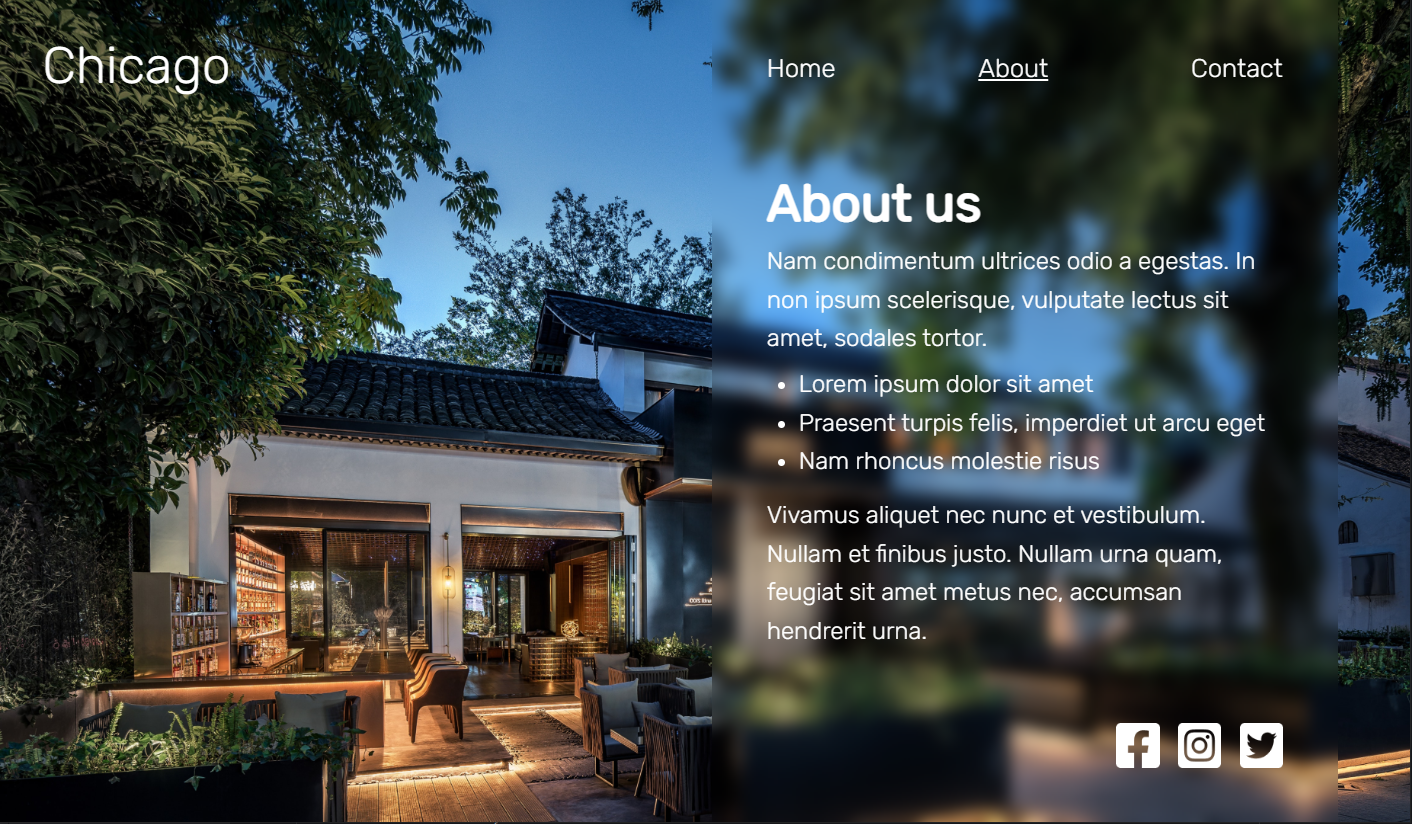 Chicago
Home About Contact
About us
Nam condimentum ultrices odio a egestas. In
non ipsum scelerisque, vulputate lectus sit
amet, sodales tortor.
• Lorem ipsum dolor sit amet
• Praesent turpis felis, imperdiet ut arcu eget
• Nam rhoncus molestie risus
Vivamus aliquet nec nunc et vestibulum.
Nullam et finibus justo. Nullam urna quam,
feugiat sit amet metus nec, accumsan
hendrerit urna.